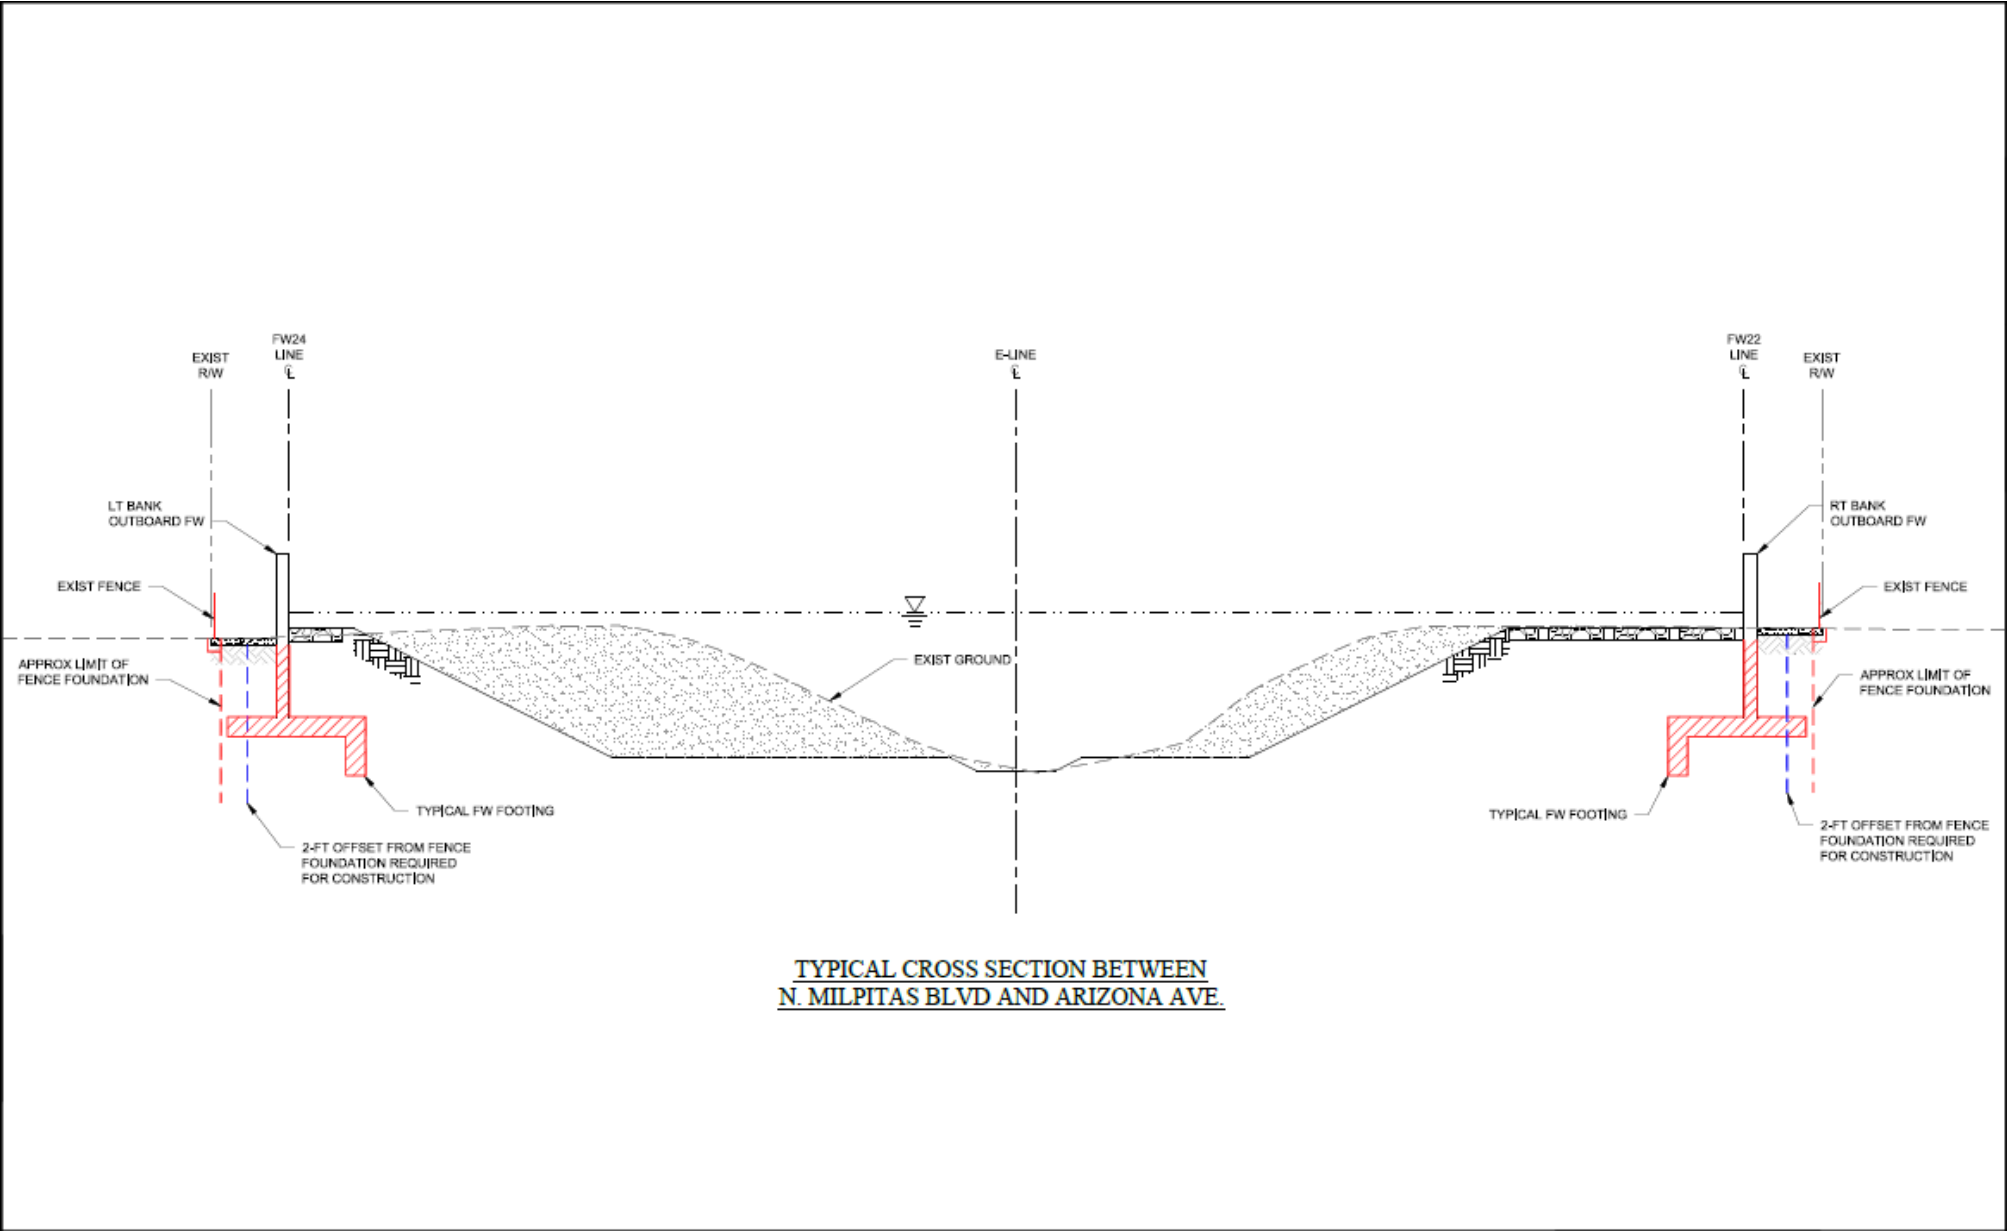 EXIST
R/W
FW24
LINE
℄
E-LINE
℄
FW22
LINE
℄
EXIST
R/W
LT BANK
OUTBOARD FW
RT BANK
OUTBOARD FW
EXIST FENCE
EXIST FENCE
EXIST GROUND
APPROX LIMIT OF
FENCE FOUNDATION
APPROX LIMIT OF
FENCE FOUNDATION
TYPICAL FW FOOTING
TYPICAL FW FOOTING
2-FT OFFSET FROM FENCE
FOUNDATION REQUIRED
FOR CONSTRUCTION
2-FT OFFSET FROM FENCE
FOUNDATION REQUIRED
FOR CONSTRUCTION
TYPICAL CROSS SECTION BETWEEN
N. MILPITAS BLVD AND ARIZONA AVE.